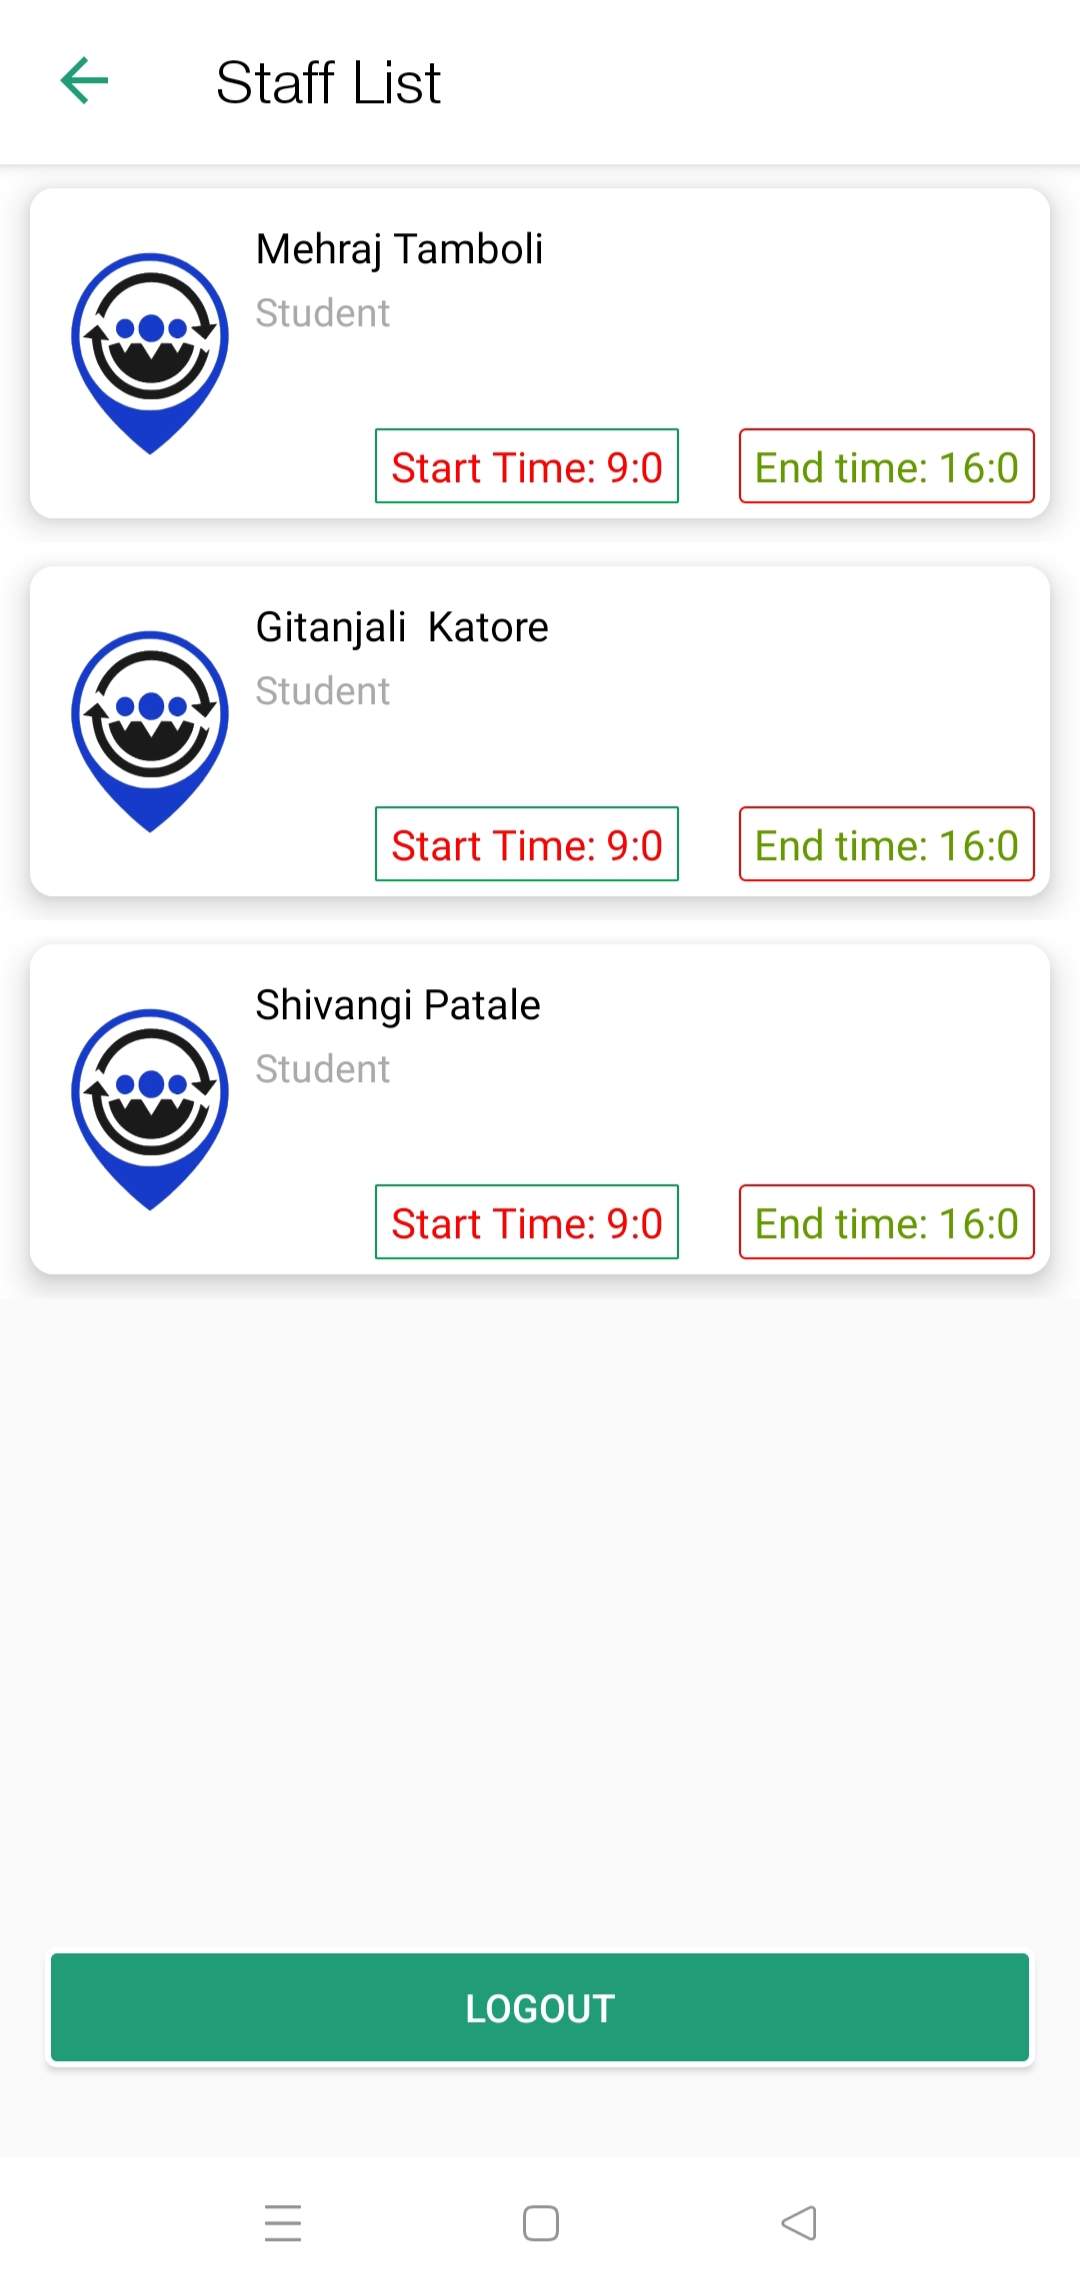 Staff List
Mehraj Tamboli
Student
Start Time: 9:0
End time: 16:0
Gitanjali  Katore
Student
Start Time: 9:0
End time: 16:0
Shivangi Patale
Student
Start Time: 9:0
End time: 16:0
LOGOUT